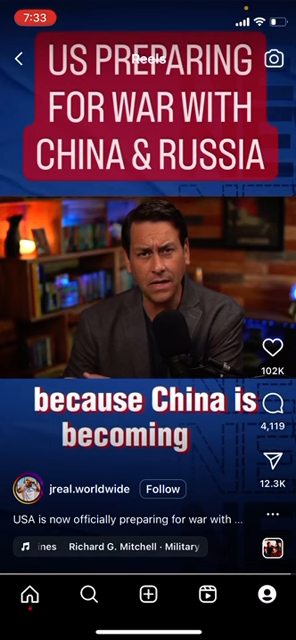 7:33
Reels
US PREPARING
FOR WAR WITH
CHINA & RUSSIA
102K
because China is
becoming
4,119
12.3K
jreal.worldwide
Follow
USA is now officially preparing for war with ...
ines Richard G. Mitchell · Military